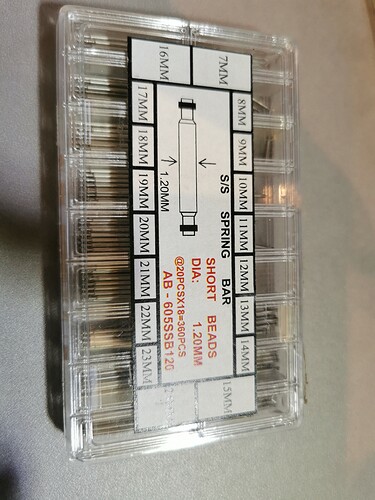 7MM
8MM
9MM
10MM
11MM
12MM
13MM
14MM
15MM
S/S SPRING BAR
SHORT BEADS
DIA: 1.20MM
@20PCSX18=360PCS
AB - 605SSB120
1.20MM
16MM
17MM
18MM
19MM
20MM
21MM
22MM
23MM